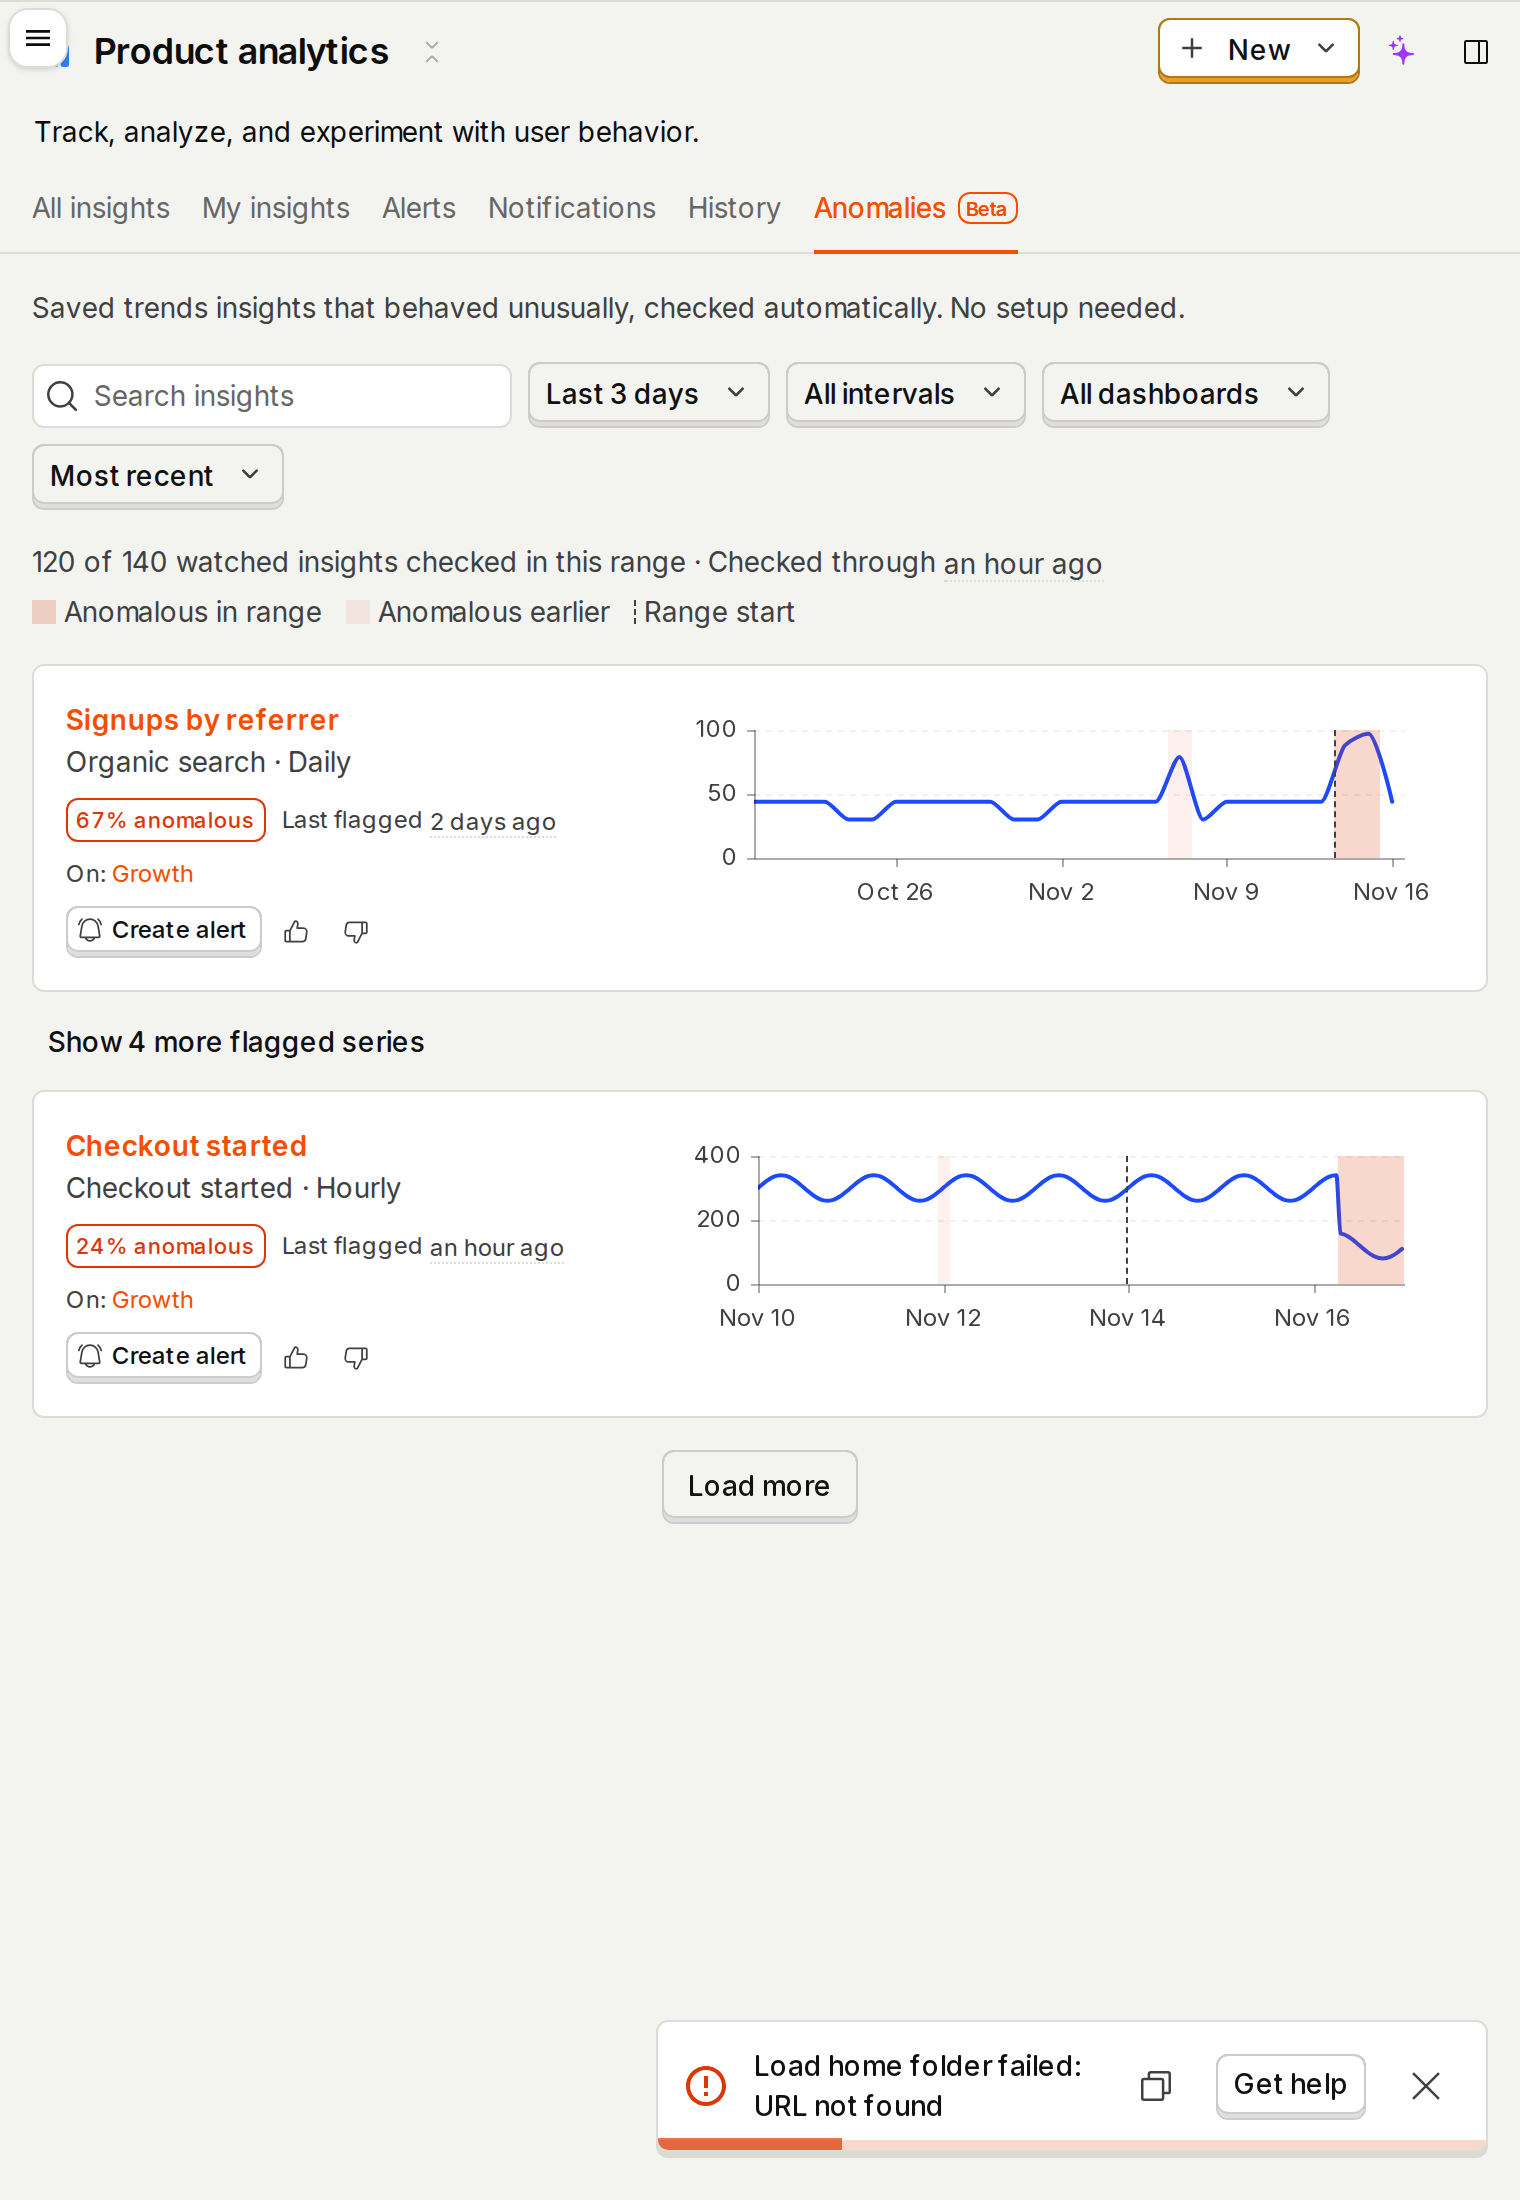 Product analytics
New
Track, analyze, and experiment with user behavior.
All insights My insights Alerts Notifications History Anomalies Beta
Saved trends insights that behaved unusually, checked automatically. No setup needed.
Search insights Last 3 days All intervals All dashboards
Most recent
120 of 140 watched insights checked in this range · Checked through an hour ago
Anomalous in range Anomalous earlier Range start
Signups by referrer
Organic search · Daily
67% anomalous Last flagged 2 days ago
On: Growth
Create alert
100
50
0
Oct 26 Nov 2 Nov 9 Nov 16
Show 4 more flagged series
Checkout started
Checkout started · Hourly
24% anomalous Last flagged an hour ago
On: Growth
Create alert
400
200
0
Nov 10 Nov 12 Nov 14 Nov 16
Load more
Load home folder failed:
URL not found
Get help